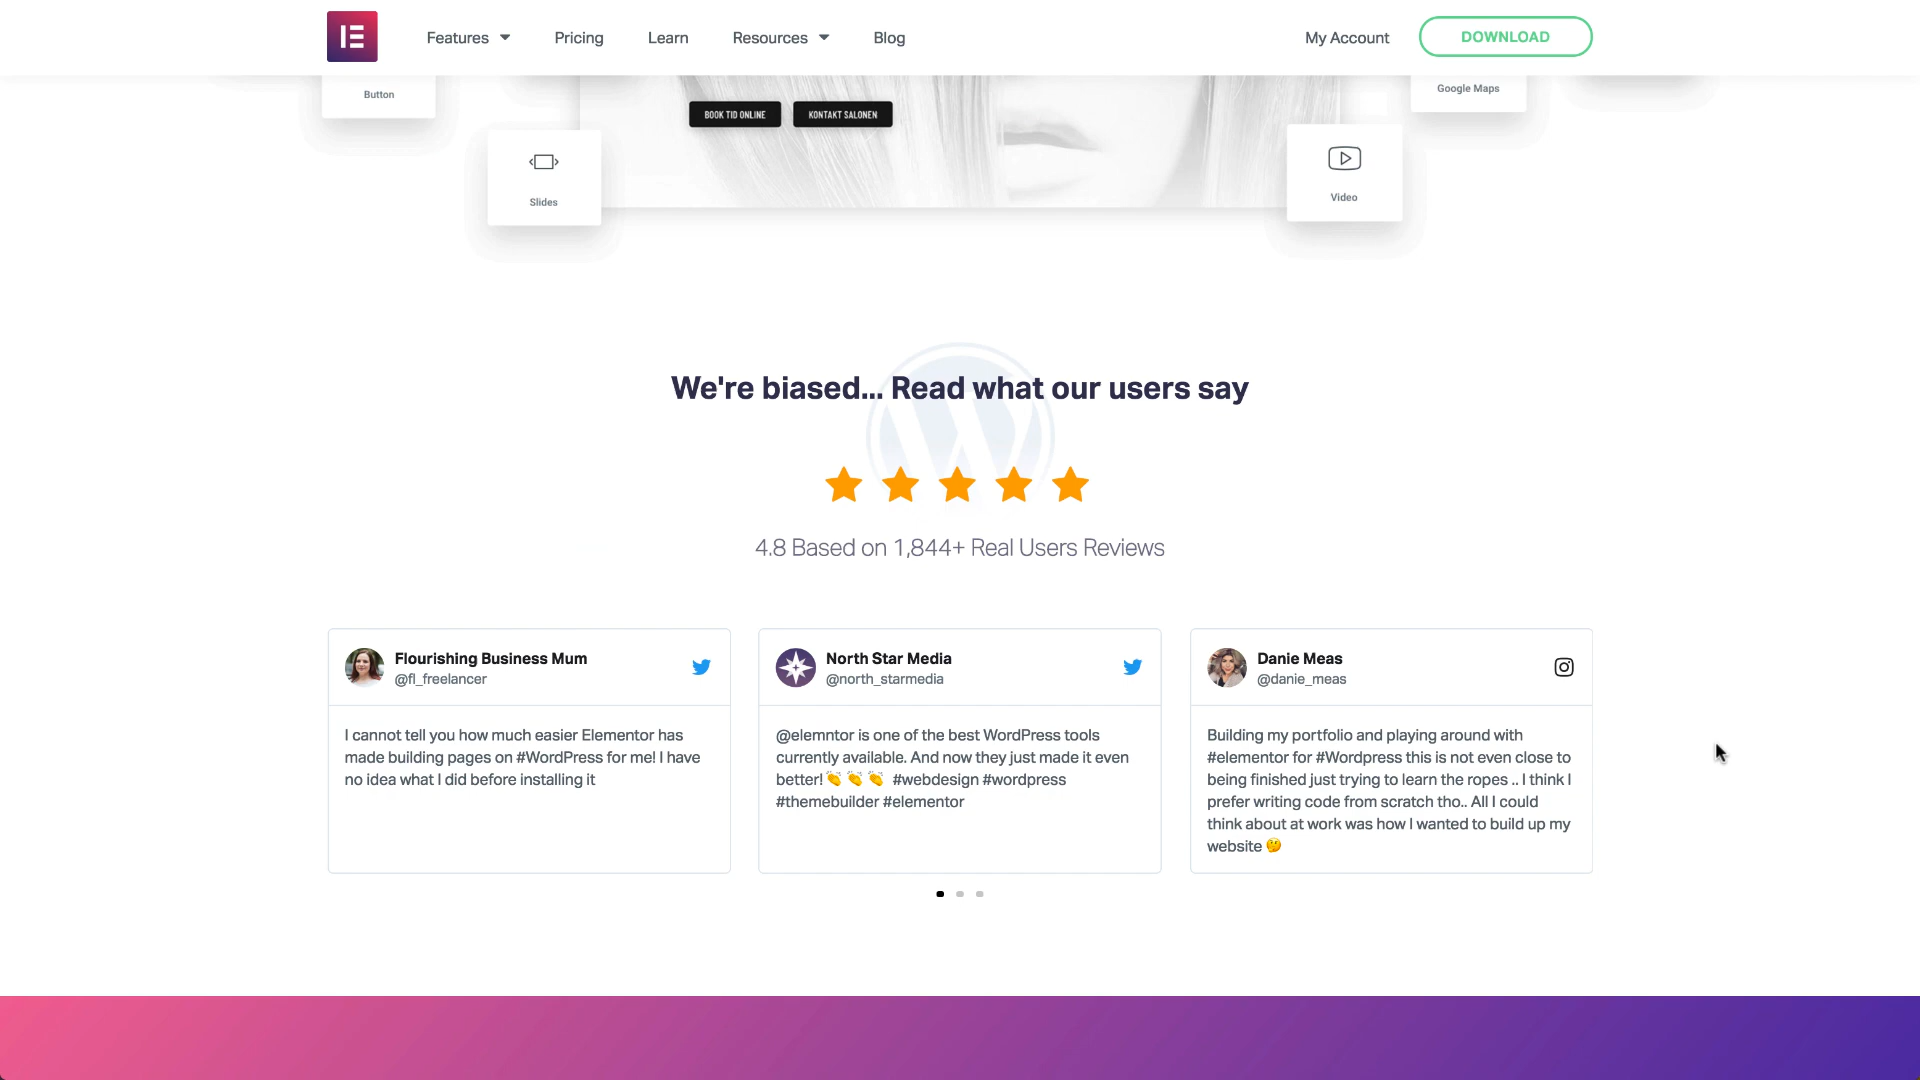 Features
Pricing
Learn
Resources
Blog
My Account
DOWNLOAD
Button
BOOK TID ONLINE
KONTAKT SALONEN
Google Maps
Slides
Video
We're biased... Read what our users say
4.8 Based on 1,844+ Real Users Reviews
Flourishing Business Mum
@fl_freelancer
I cannot tell you how much easier Elementor has
made building pages on #WordPress for me! I have
no idea what I did before installing it
North Star Media
@north_starmedia
@elemntor is one of the best WordPress tools
currently available. And now they just made it even
better!👏 👏 👏 #webdesign #wordpress
#themebuilder #elementor
Danie Meas
@danie_meas
Building my portfolio and playing around with
#elementor for #Wordpress this is not even close to
being finished just trying to learn the ropes .. I think I
prefer writing code from scratch tho.. All I could
think about at work was how I wanted to build up my
website 🤔